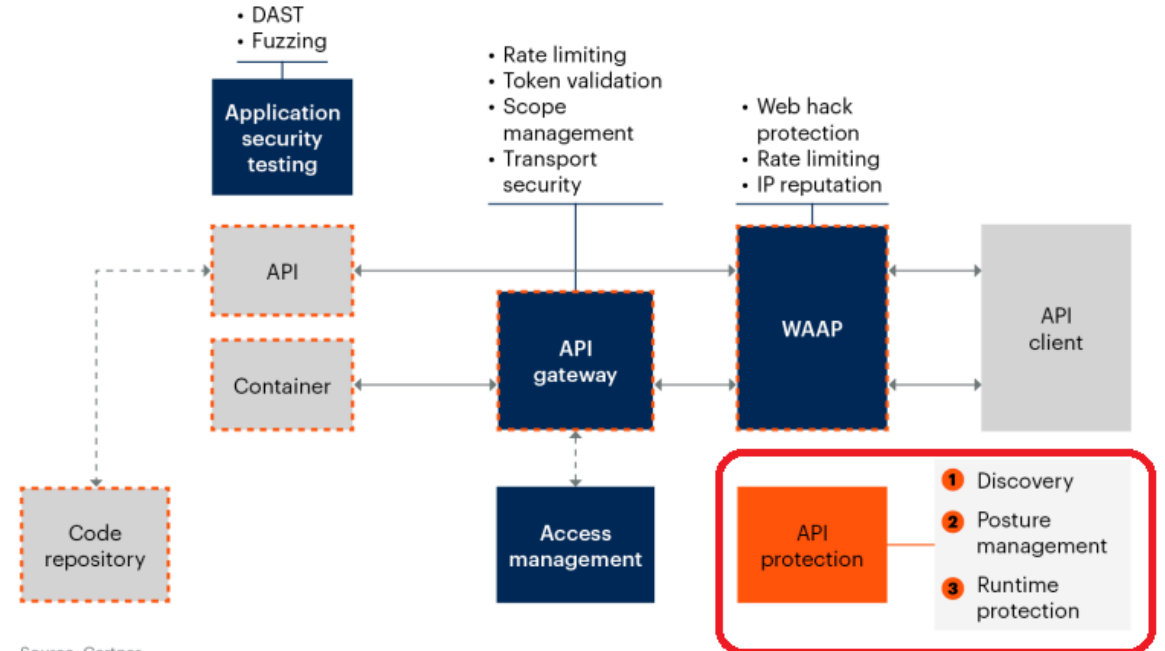 • DAST
• Fuzzing
Application
security
testing
• Rate limiting
• Token validation
• Scope
management
• Transport
security
• Web hack
protection
• Rate limiting
• IP reputation
API
Container
API
gateway
WAAP
API
client
Code
repository
Access
management
API
protection
1 Discovery
2 Posture
management
3 Runtime
protection
Source: Gartner